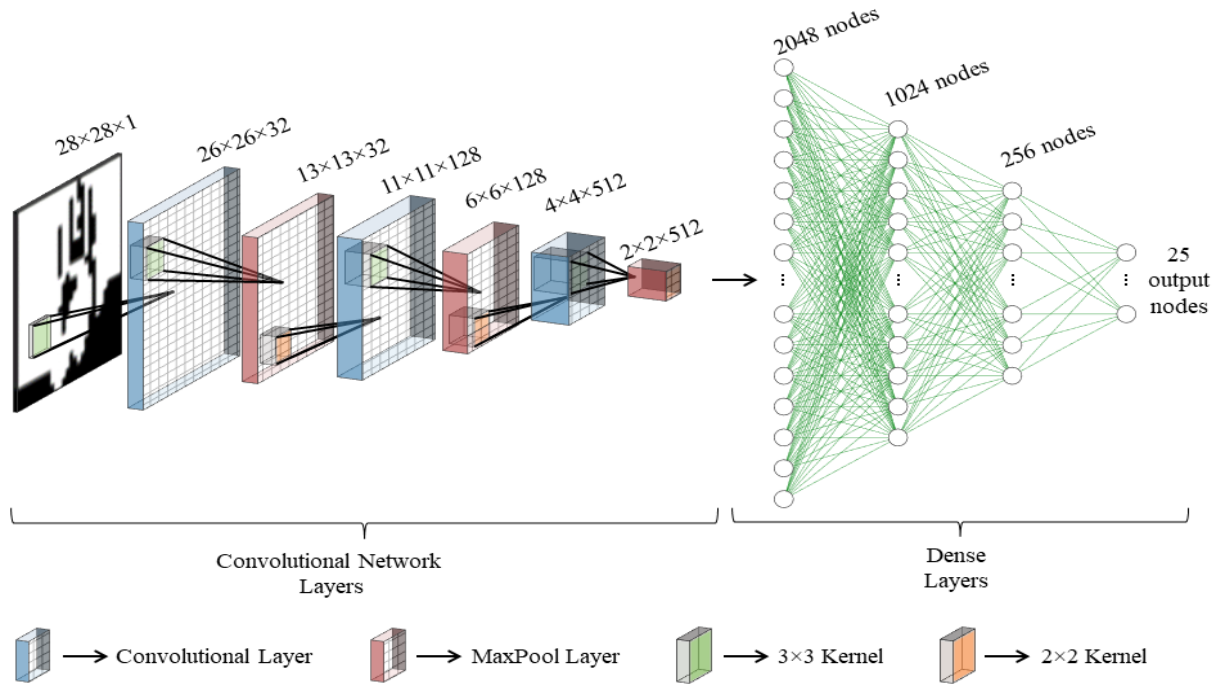 28×28×1
26×26×32
13×13×32
11×11×128
6×6×128
4×4×512
2×2×512
2048 nodes
1024 nodes
256 nodes
25
output
nodes
Convolutional Network
Layers
Dense
Layers
Convolutional Layer
MaxPool Layer
3×3 Kernel
2×2 Kernel